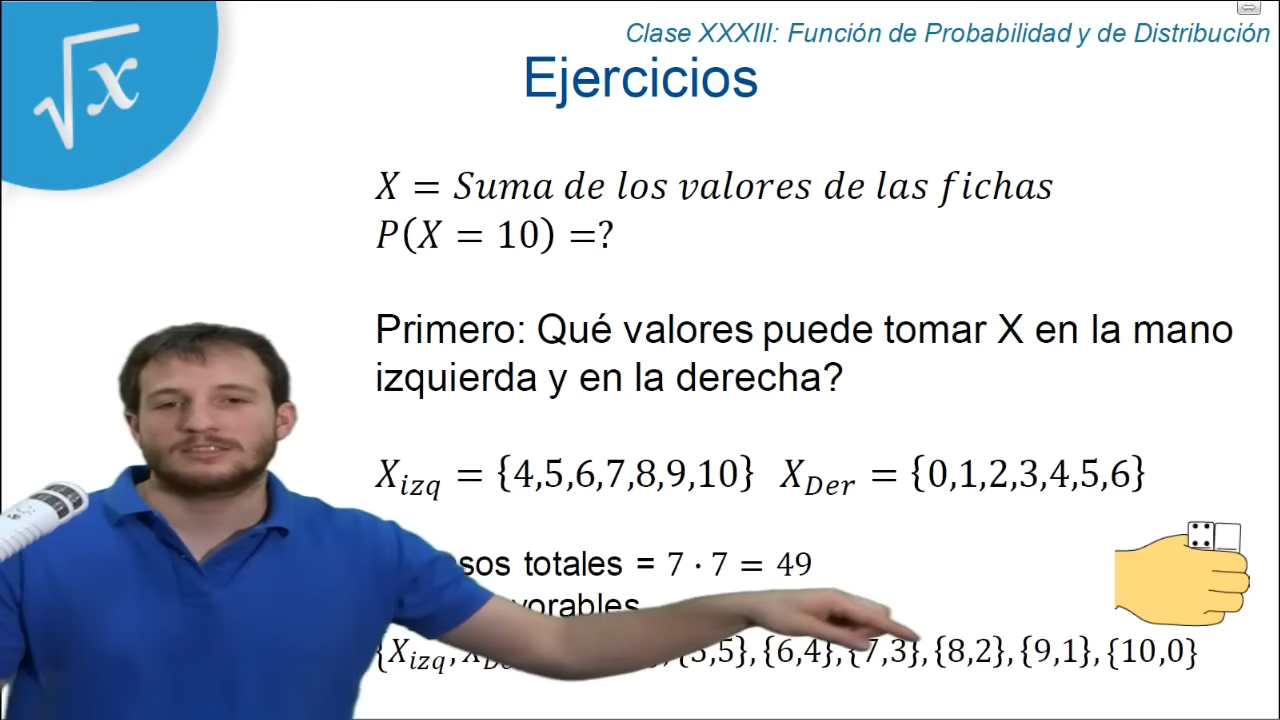 Clase XXXIII: Función de Probabilidad y de Distribución
√x
Ejercicios
X = Suma de los valores de las fichas
P(X = 10) =?
Primero: Qué valores puede tomar X en la mano
izquierda y en la derecha?
X_izq = {4,5,6,7,8,9,10} X_Der = {0,1,2,3,4,5,6}
sos totales = 7 · 7 = 49
vorables
{X_izq, {5,5}, {6,4}, {7,3}, {8,2}, {9,1}, {10,0}